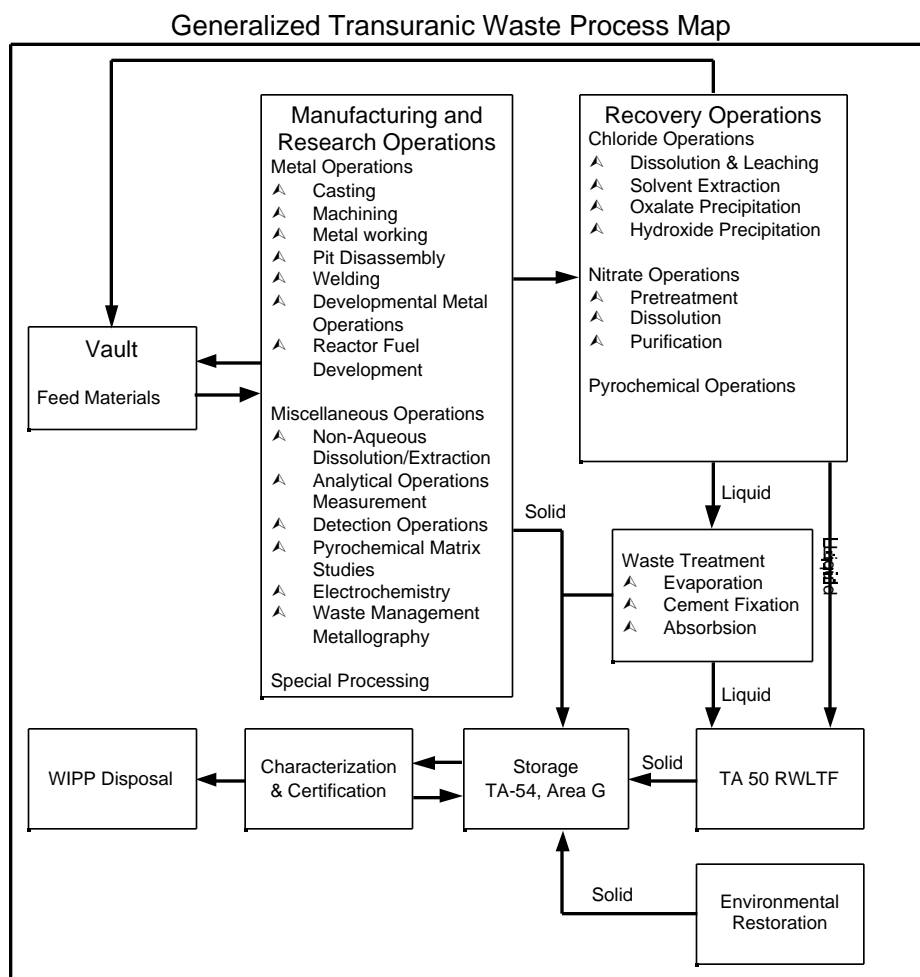 Generalized Transuranic Waste Process Map
Manufacturing and
Research Operations
Metal Operations
Casting
Machining
Metal working
Pit Disassembly
Welding
Developmental Metal
Operations
Reactor Fuel
Development
Miscellaneous Operations
Non-Aqueous
Dissolution/Extraction
Analytical Operations
Measurement
Detection Operations
Pyrochemical Matrix
Studies
Electrochemistry
Waste Management
Metallography
Special Processing
Recovery Operations
Chloride Operations
Dissolution & Leaching
Solvent Extraction
Oxalate Precipitation
Hydroxide Precipitation
Nitrate Operations
Pretreatment
Dissolution
Purification
Pyrochemical Operations
Vault
Feed Materials
Liquid
Solid
Waste Treatment
Evaporation
Cement Fixation
Absorbsion
Liquid
WIPP Disposal
Characterization
& Certification
Storage
TA-54, Area G
Solid
TA 50 RWLTF
Solid
Environmental
Restoration